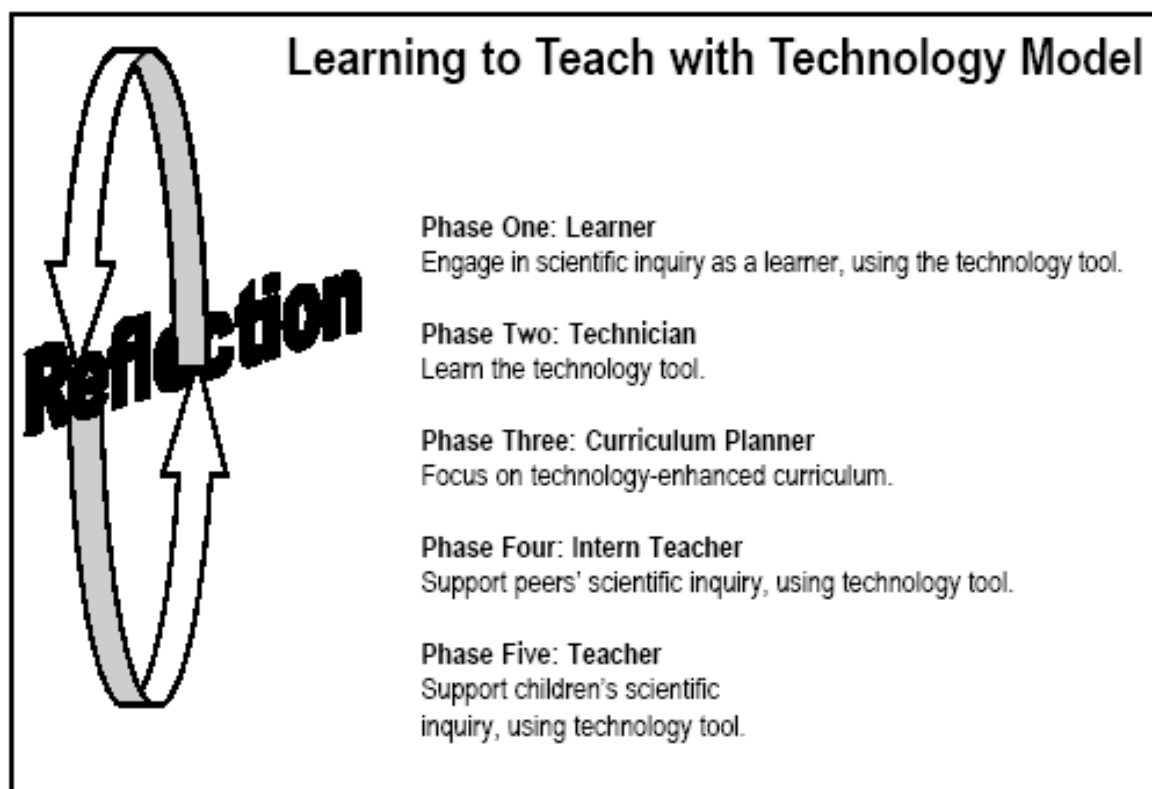 Learning to Teach with Technology Model
Reflection
Phase One: Learner
Engage in scientific inquiry as a learner, using the technology tool.
Phase Two: Technician
Learn the technology tool.
Phase Three: Curriculum Planner
Focus on technology-enhanced curriculum.
Phase Four: Intern Teacher
Support peers' scientific inquiry, using technology tool.
Phase Five: Teacher
Support children's scientific
inquiry, using technology tool.